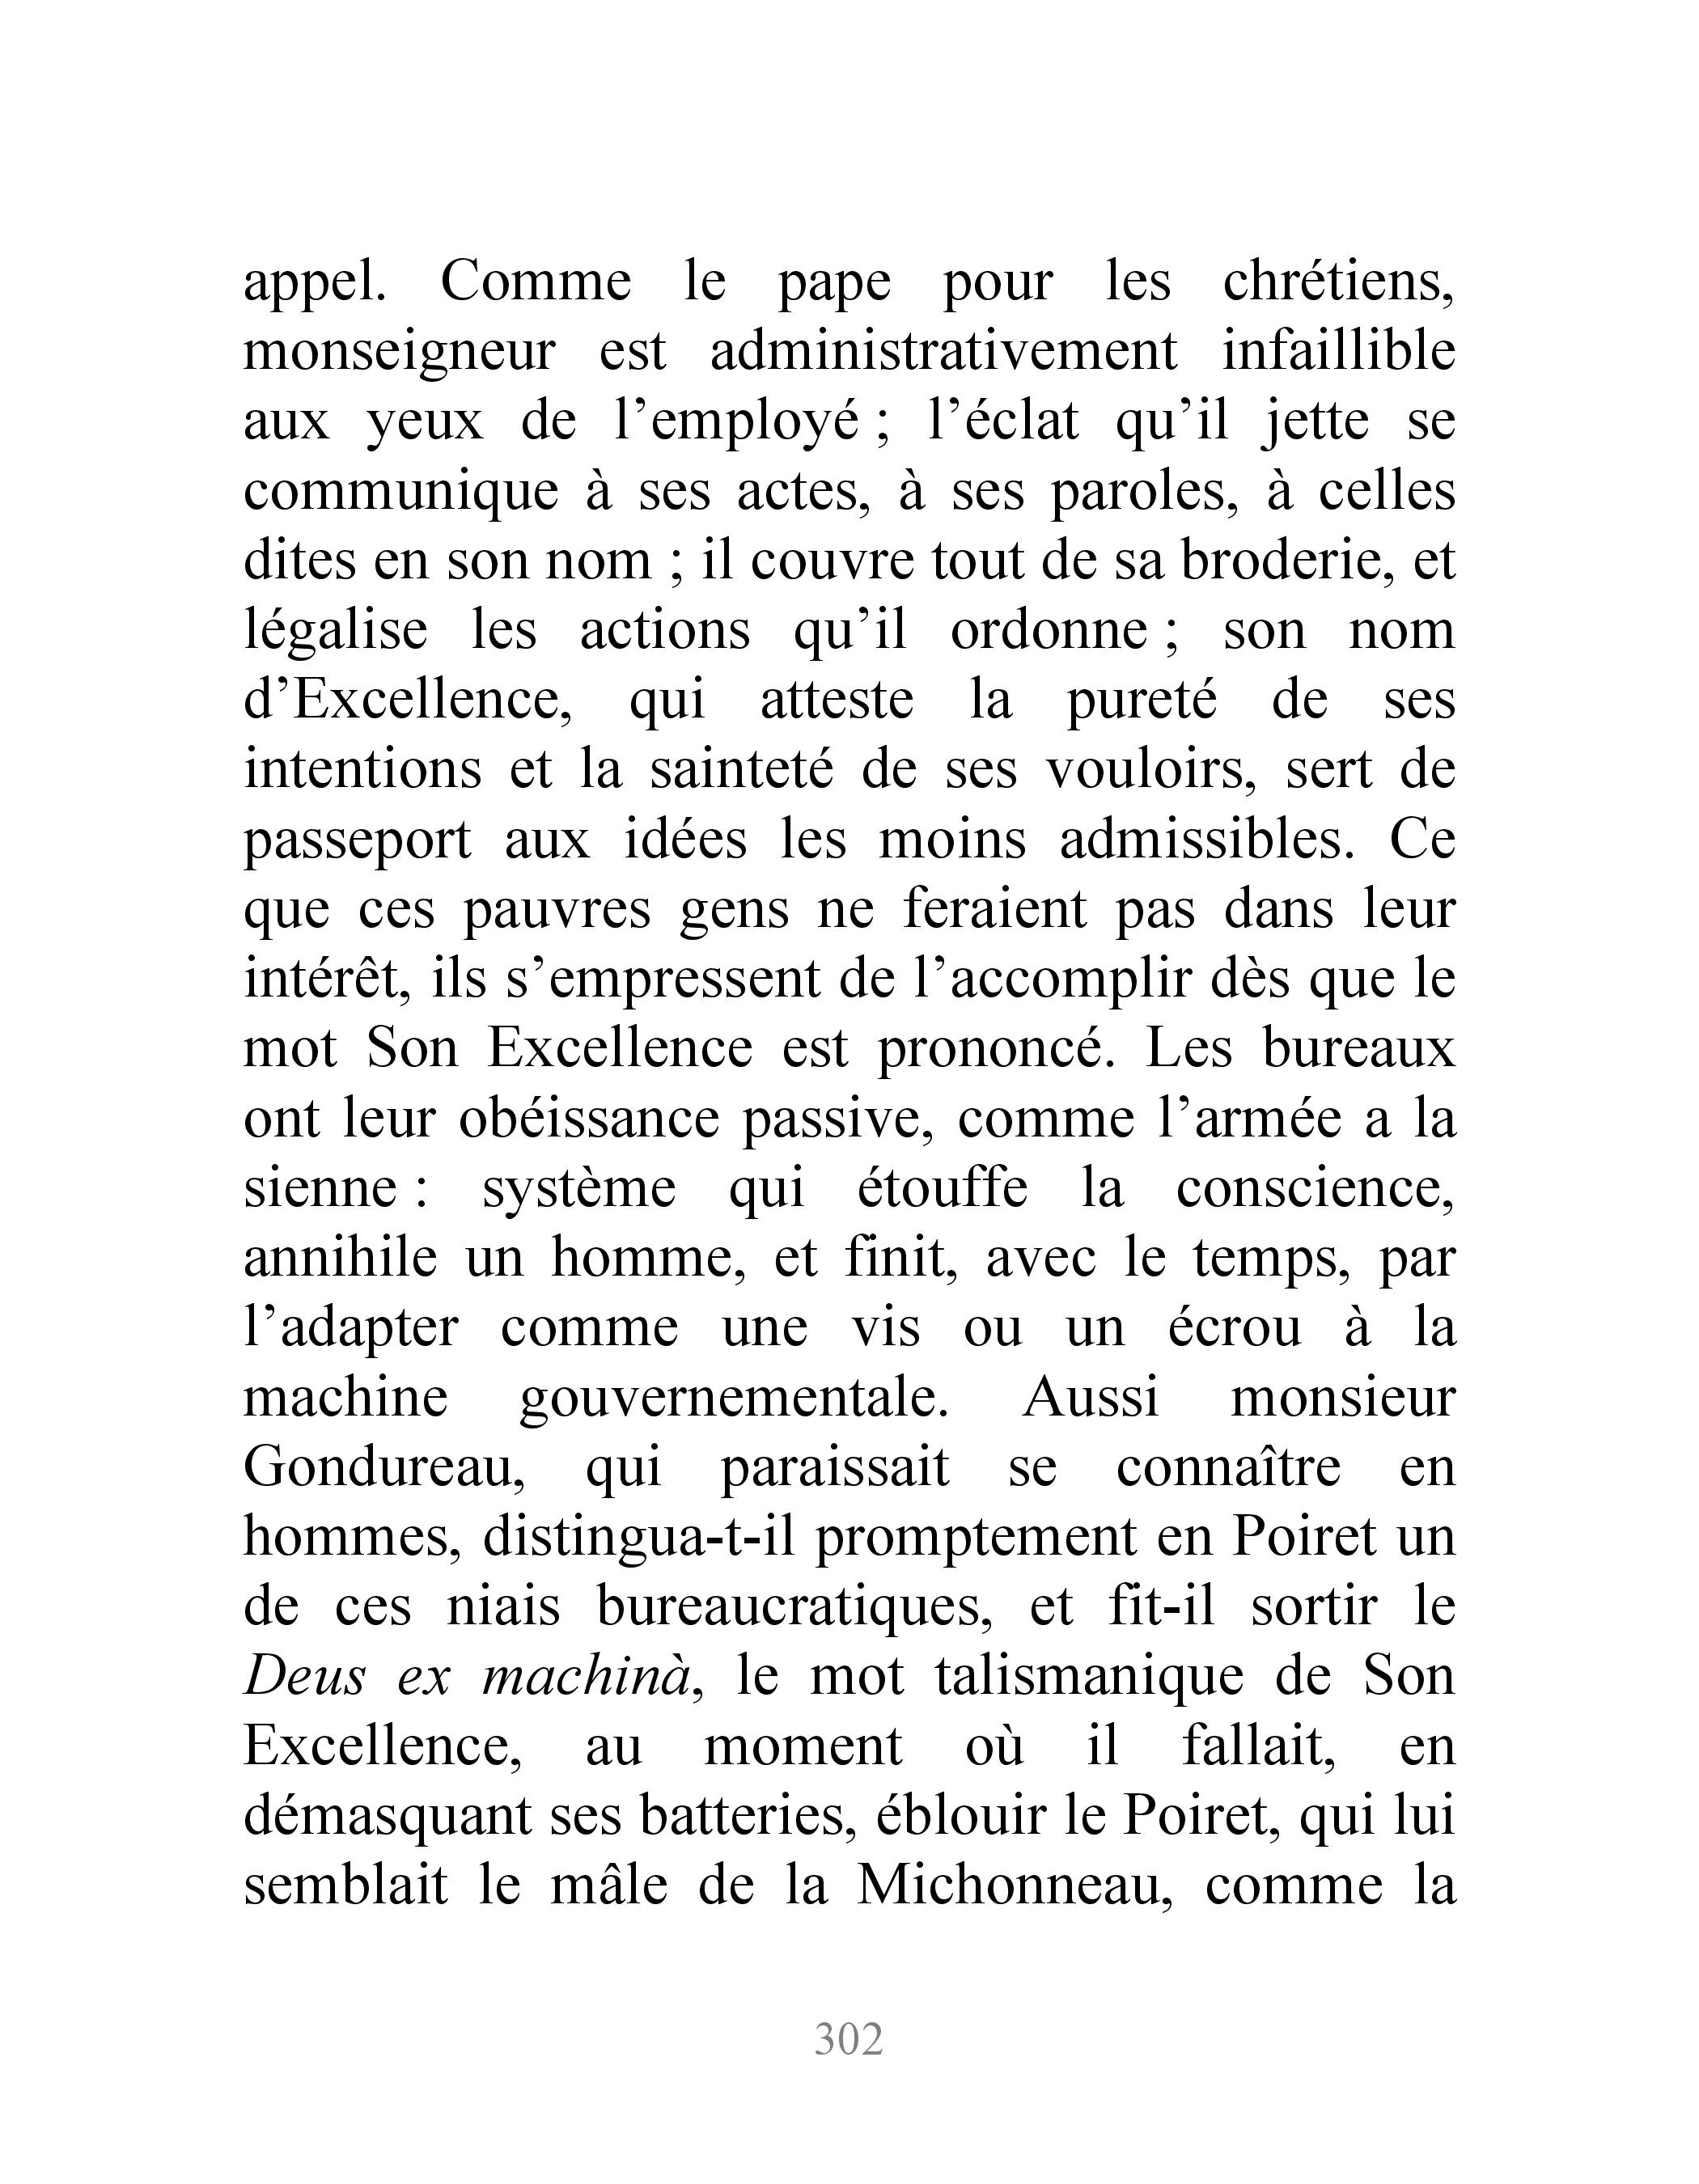 appel. Comme le pape pour les chrétiens,
monseigneur est administrativement infaillible
aux yeux de l’employé ; l’éclat qu’il jette se
communique à ses actes, à ses paroles, à celles
dites en son nom ; il couvre tout de sa broderie, et
légalise les actions qu’il ordonne ; son nom
d’Excellence, qui atteste la pureté de ses
intentions et la sainteté de ses vouloirs, sert de
passeport aux idées les moins admissibles. Ce
que ces pauvres gens ne feraient pas dans leur
intérêt, ils s’empressent de l’accomplir dès que le
mot Son Excellence est prononcé. Les bureaux
ont leur obéissance passive, comme l’armée a la
sienne : système qui étouffe la conscience,
annihile un homme, et finit, avec le temps, par
l’adapter comme une vis ou un écrou à la
machine gouvernementale. Aussi monsieur
Gondureau, qui paraissait se connaître en
hommes, distingua-t-il promptement en Poiret un
de ces niais bureaucratiques, et fit-il sortir le
Deus ex machinà, le mot talismanique de Son
Excellence, au moment où il fallait, en
démasquant ses batteries, éblouir le Poiret, qui lui
semblait le mâle de la Michonneau, comme la
302